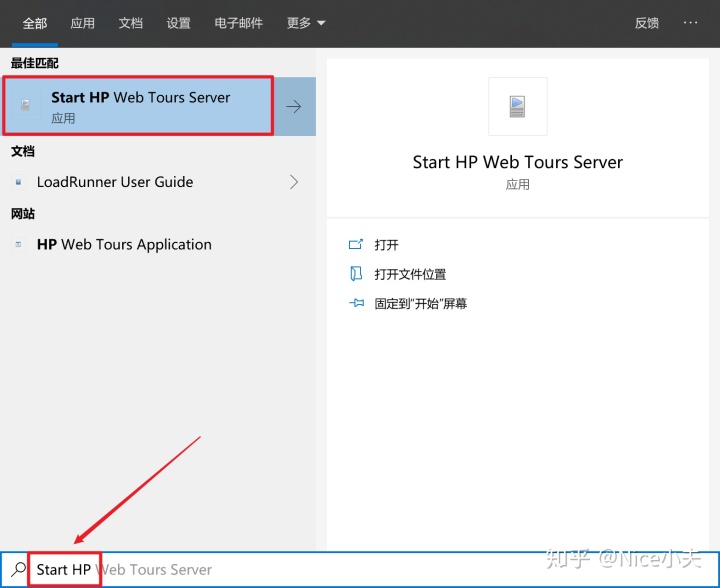 全部 应用 文档 设置 电子邮件 更多 反馈 ···
最佳匹配
Start HP Web Tours Server
应用
文档
LoadRunner User Guide
网站
HP Web Tours Application
Start HP Web Tours Server
应用
打开
打开文件位置
固定到"开始"屏幕
Start HP Web Tours Server
知乎 @Nice小夫